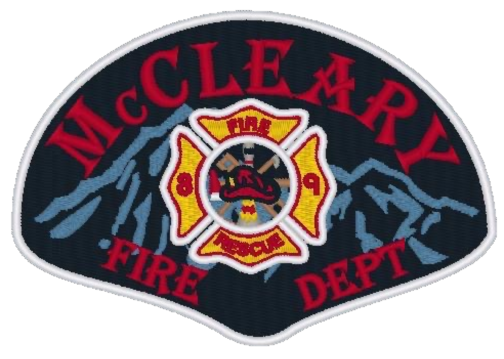 McCLEARY
FIRE
8 9
RESCUE
FIRE DEPT